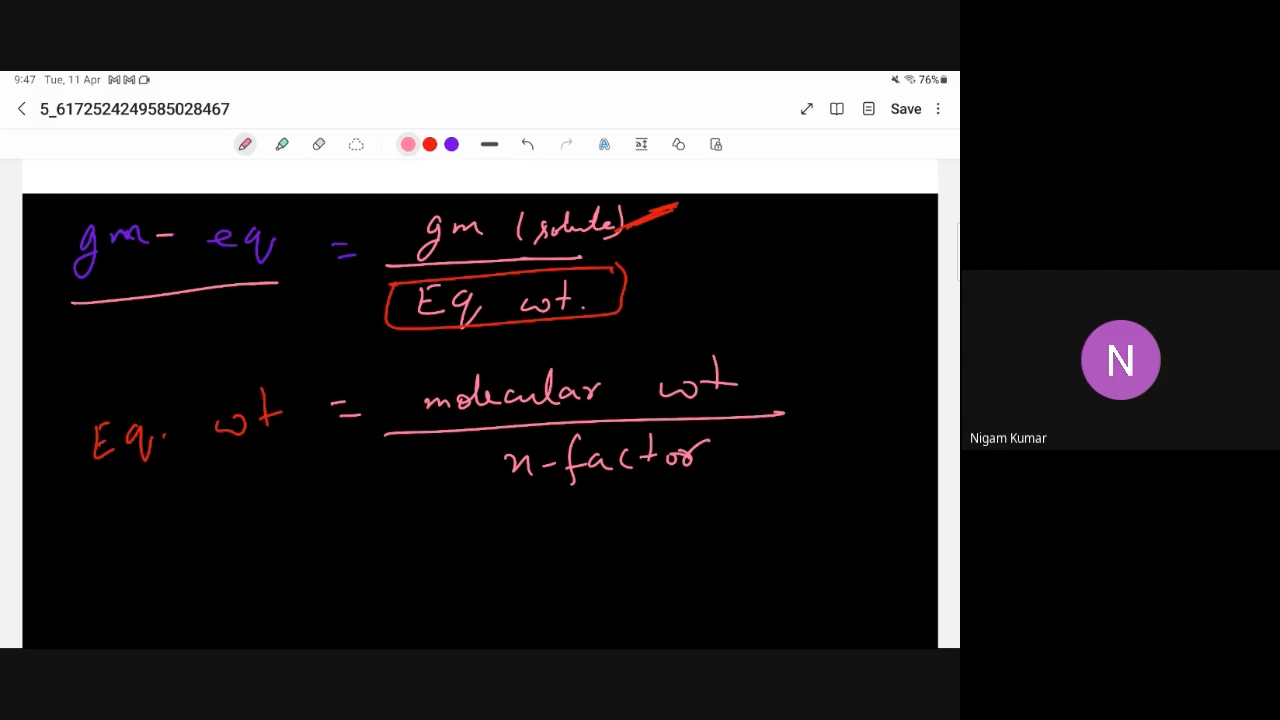 9:47 Tue, 11 Apr 76%
5_6172524249585028467 Save
gm- eq = gm (solute)
Eq wt.
Eq. wt = molecular wt
n-factor
N
Nigam Kumar